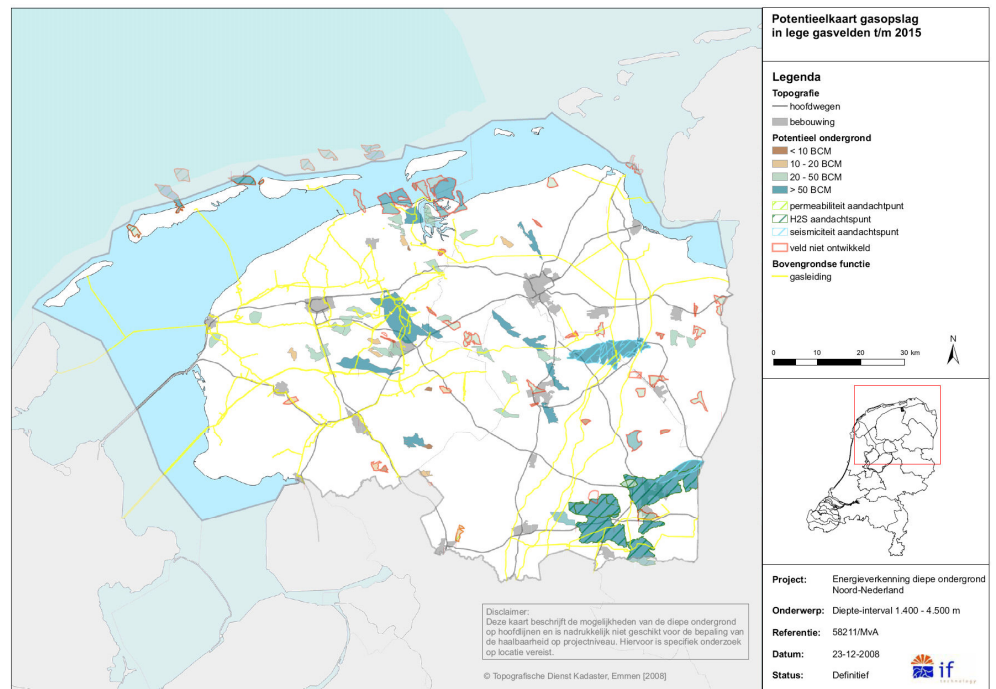 Potentieelkaart gasopslag
in lege gasvelden t/m 2015
Legenda
Topografie
hoofdwegen
bebouwing
Potentieel ondergrond
< 10 BCM
10 - 20 BCM
20 - 50 BCM
> 50 BCM
permeabiliteit aandachtpunt
H2S aandachtspunt
seismiciteit aandachtspunt
veld niet ontwikkeld
Bovengrondse functie
gasleiding
N
0 10 20 30 km
Project: Energieverkenning diepe ondergrond
Noord-Nederland
Onderwerp: Diepte-interval 1.400 - 4.500 m
Referentie: 58211/MvA
Datum: 23-12-2008
Status: Definitief
if
technology
Disclaimer:
Deze kaart beschrijft de mogelijkheden van de diepe ondergrond
op hoofdlijnen en is nadrukkelijk niet geschikt voor de bepaling van
de haalbaarheid op projectniveau. Hiervoor is specifiek onderzoek
op locatie vereist.
© Topografische Dienst Kadaster, Emmen [2008]